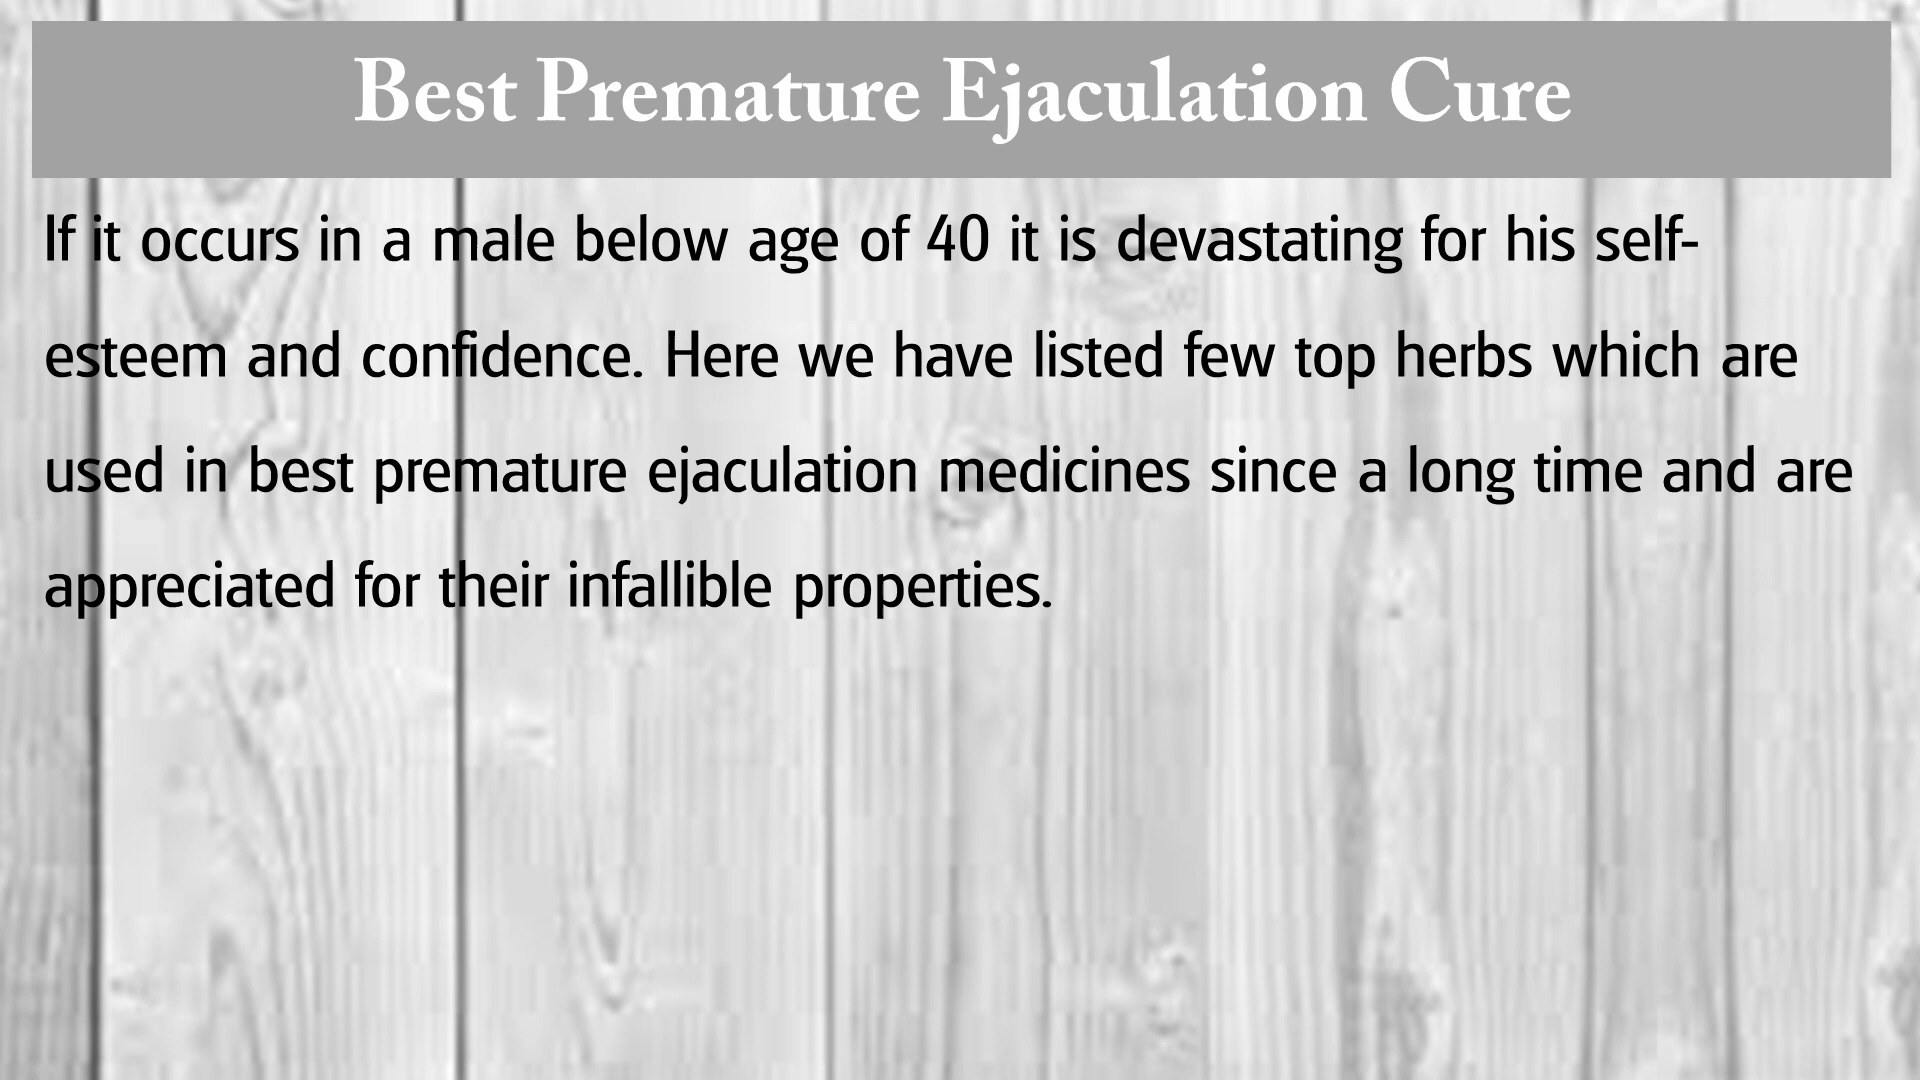 Best Premature Ejaculation Cure
If it occurs in a male below age of 40 it is devastating for his self-
esteem and confidence. Here we have listed few top herbs which are
used in best premature ejaculation medicines since a long time and are
appreciated for their infallible properties.